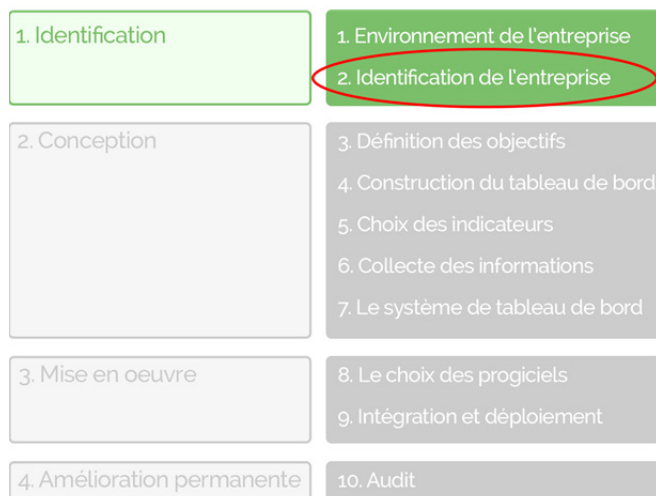 1. Identification
1. Environnement de l'entreprise
2. Identification de l'entreprise
2. Conception
3. Définition des objectifs
4. Construction du tableau de bord
5. Choix des indicateurs
6. Collecte des informations
7. Le système de tableau de bord
3. Mise en oeuvre
8. Le choix des progiciels
9. Intégration et déploiement
4. Amélioration permanente
10. Audit